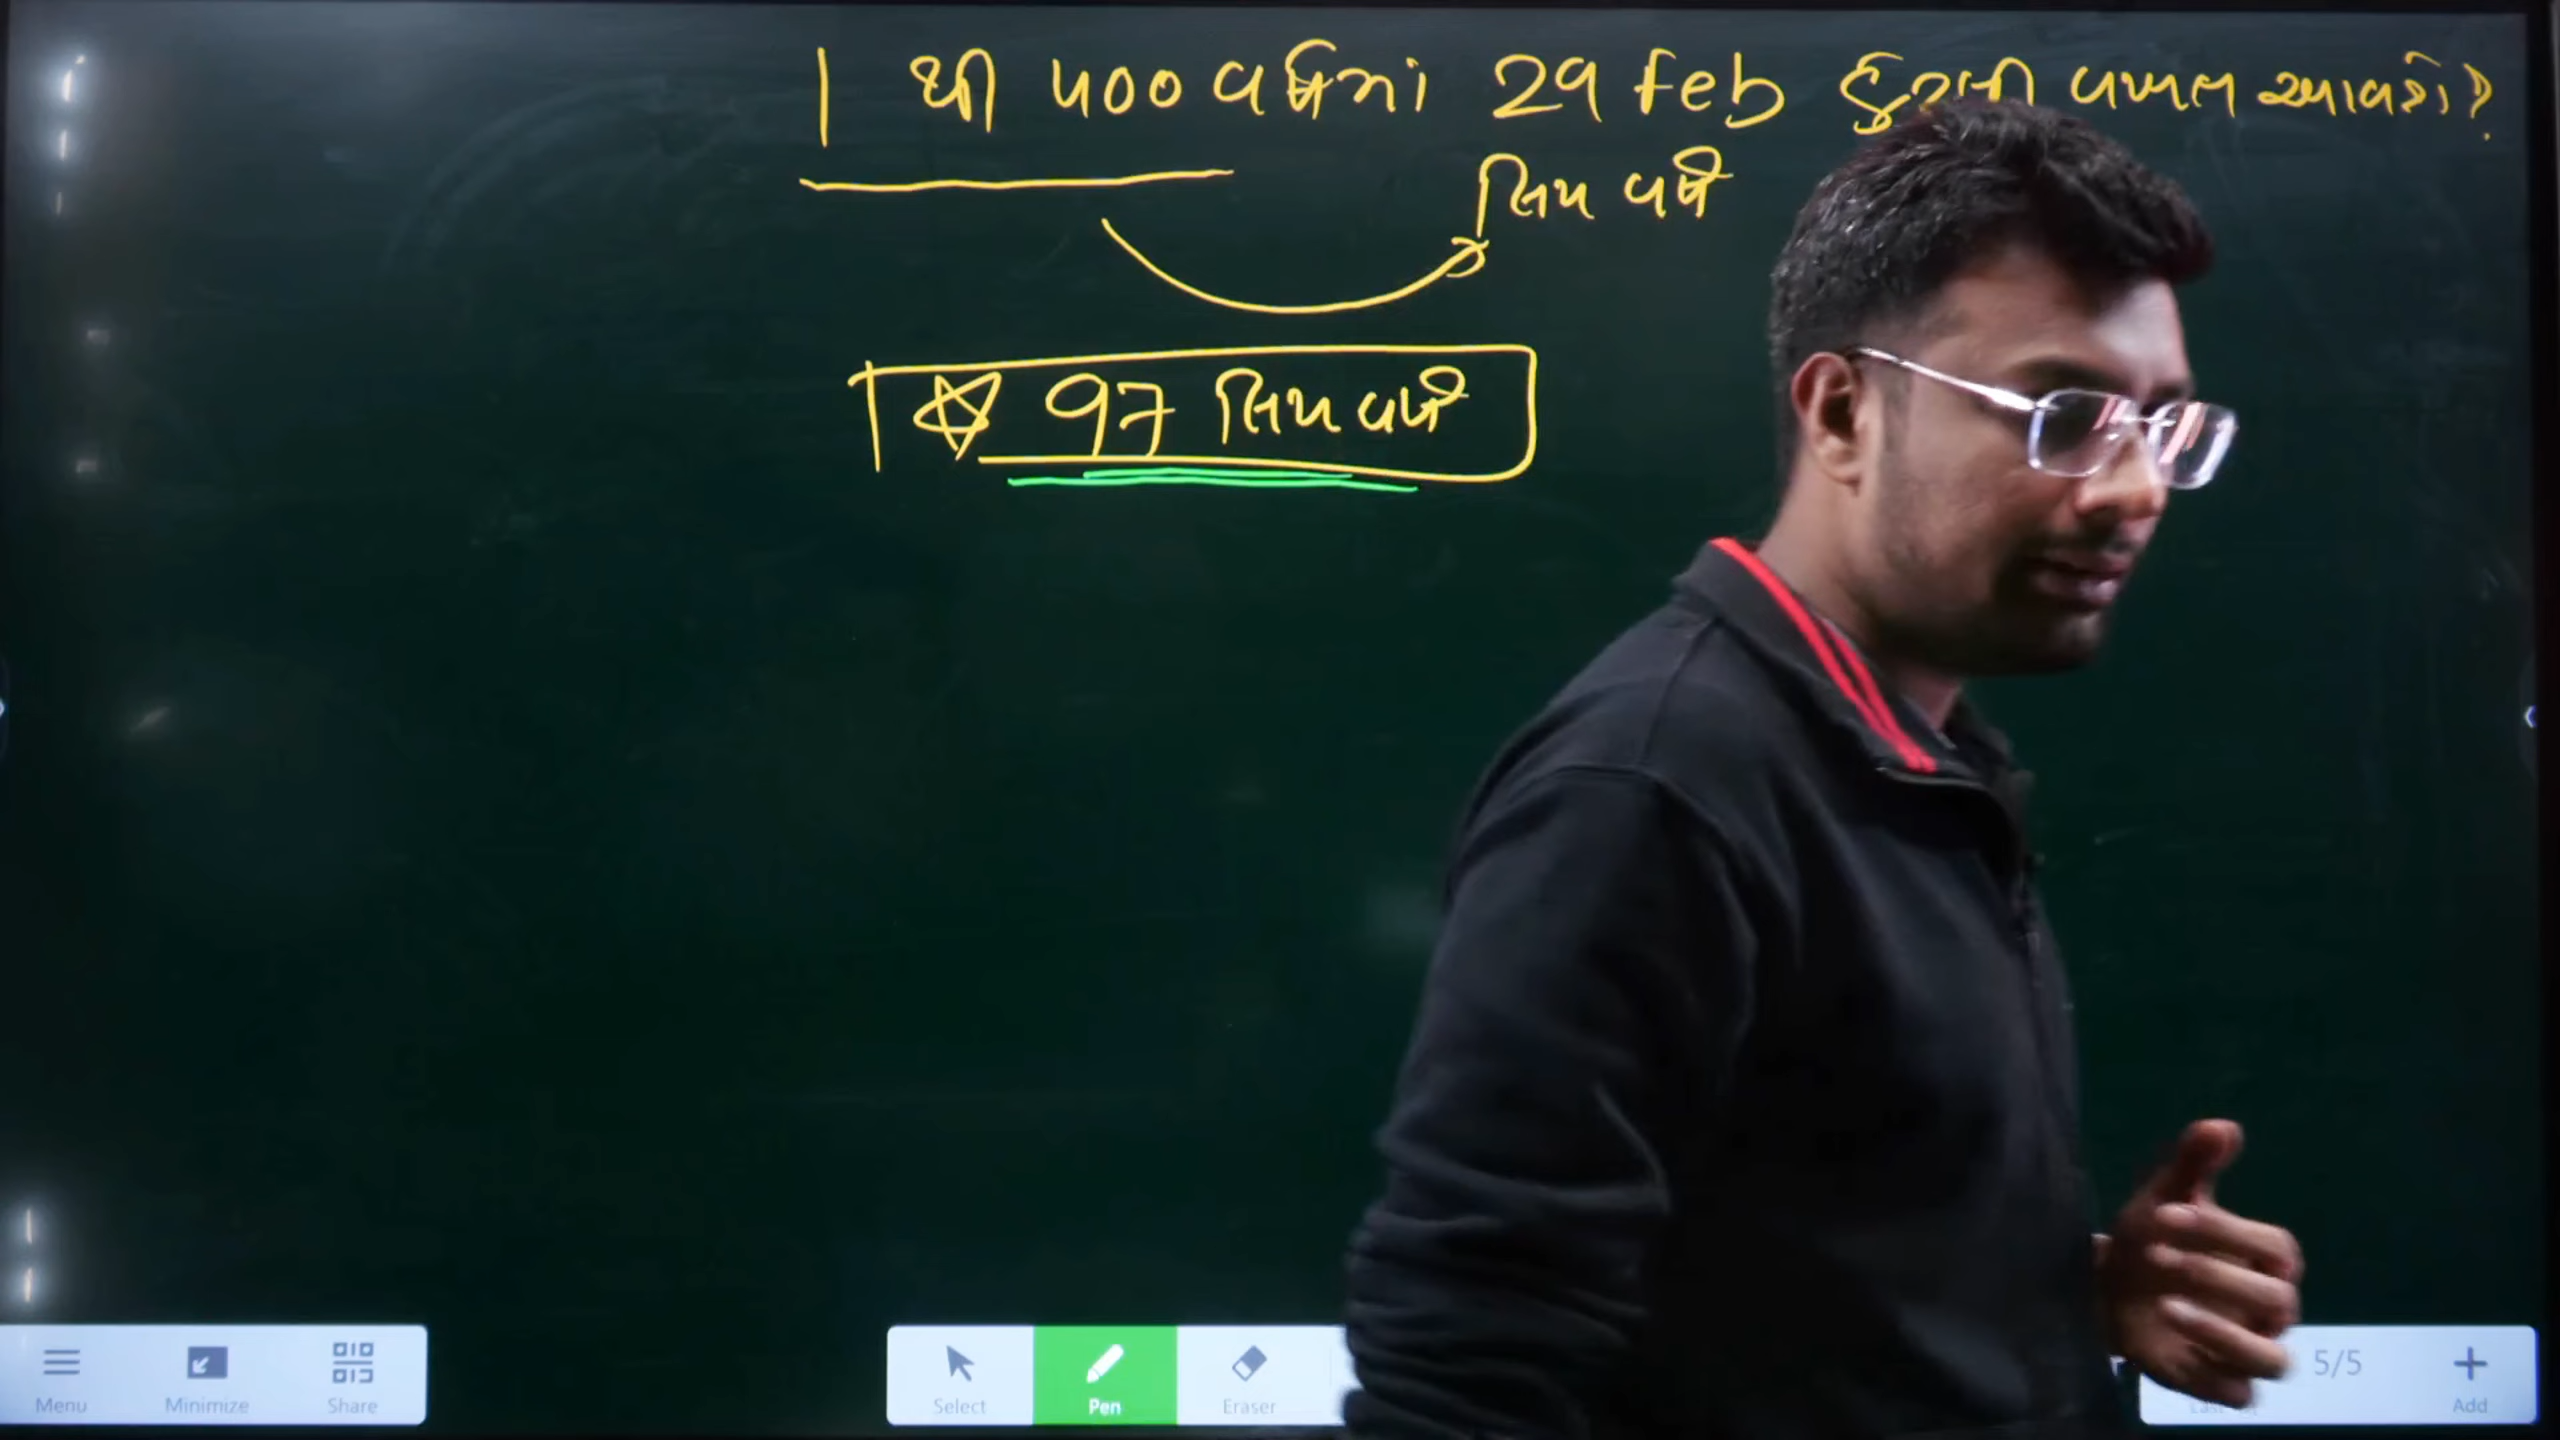 1 થી ૪૦૦ વર્ષમાં 29 Feb કેટલી વખત આવશે ?
લિપ વર્ષ
97 લિપ વર્ષ
Menu
Minimize
Share
Select
Pen
Eraser
5/5
Add